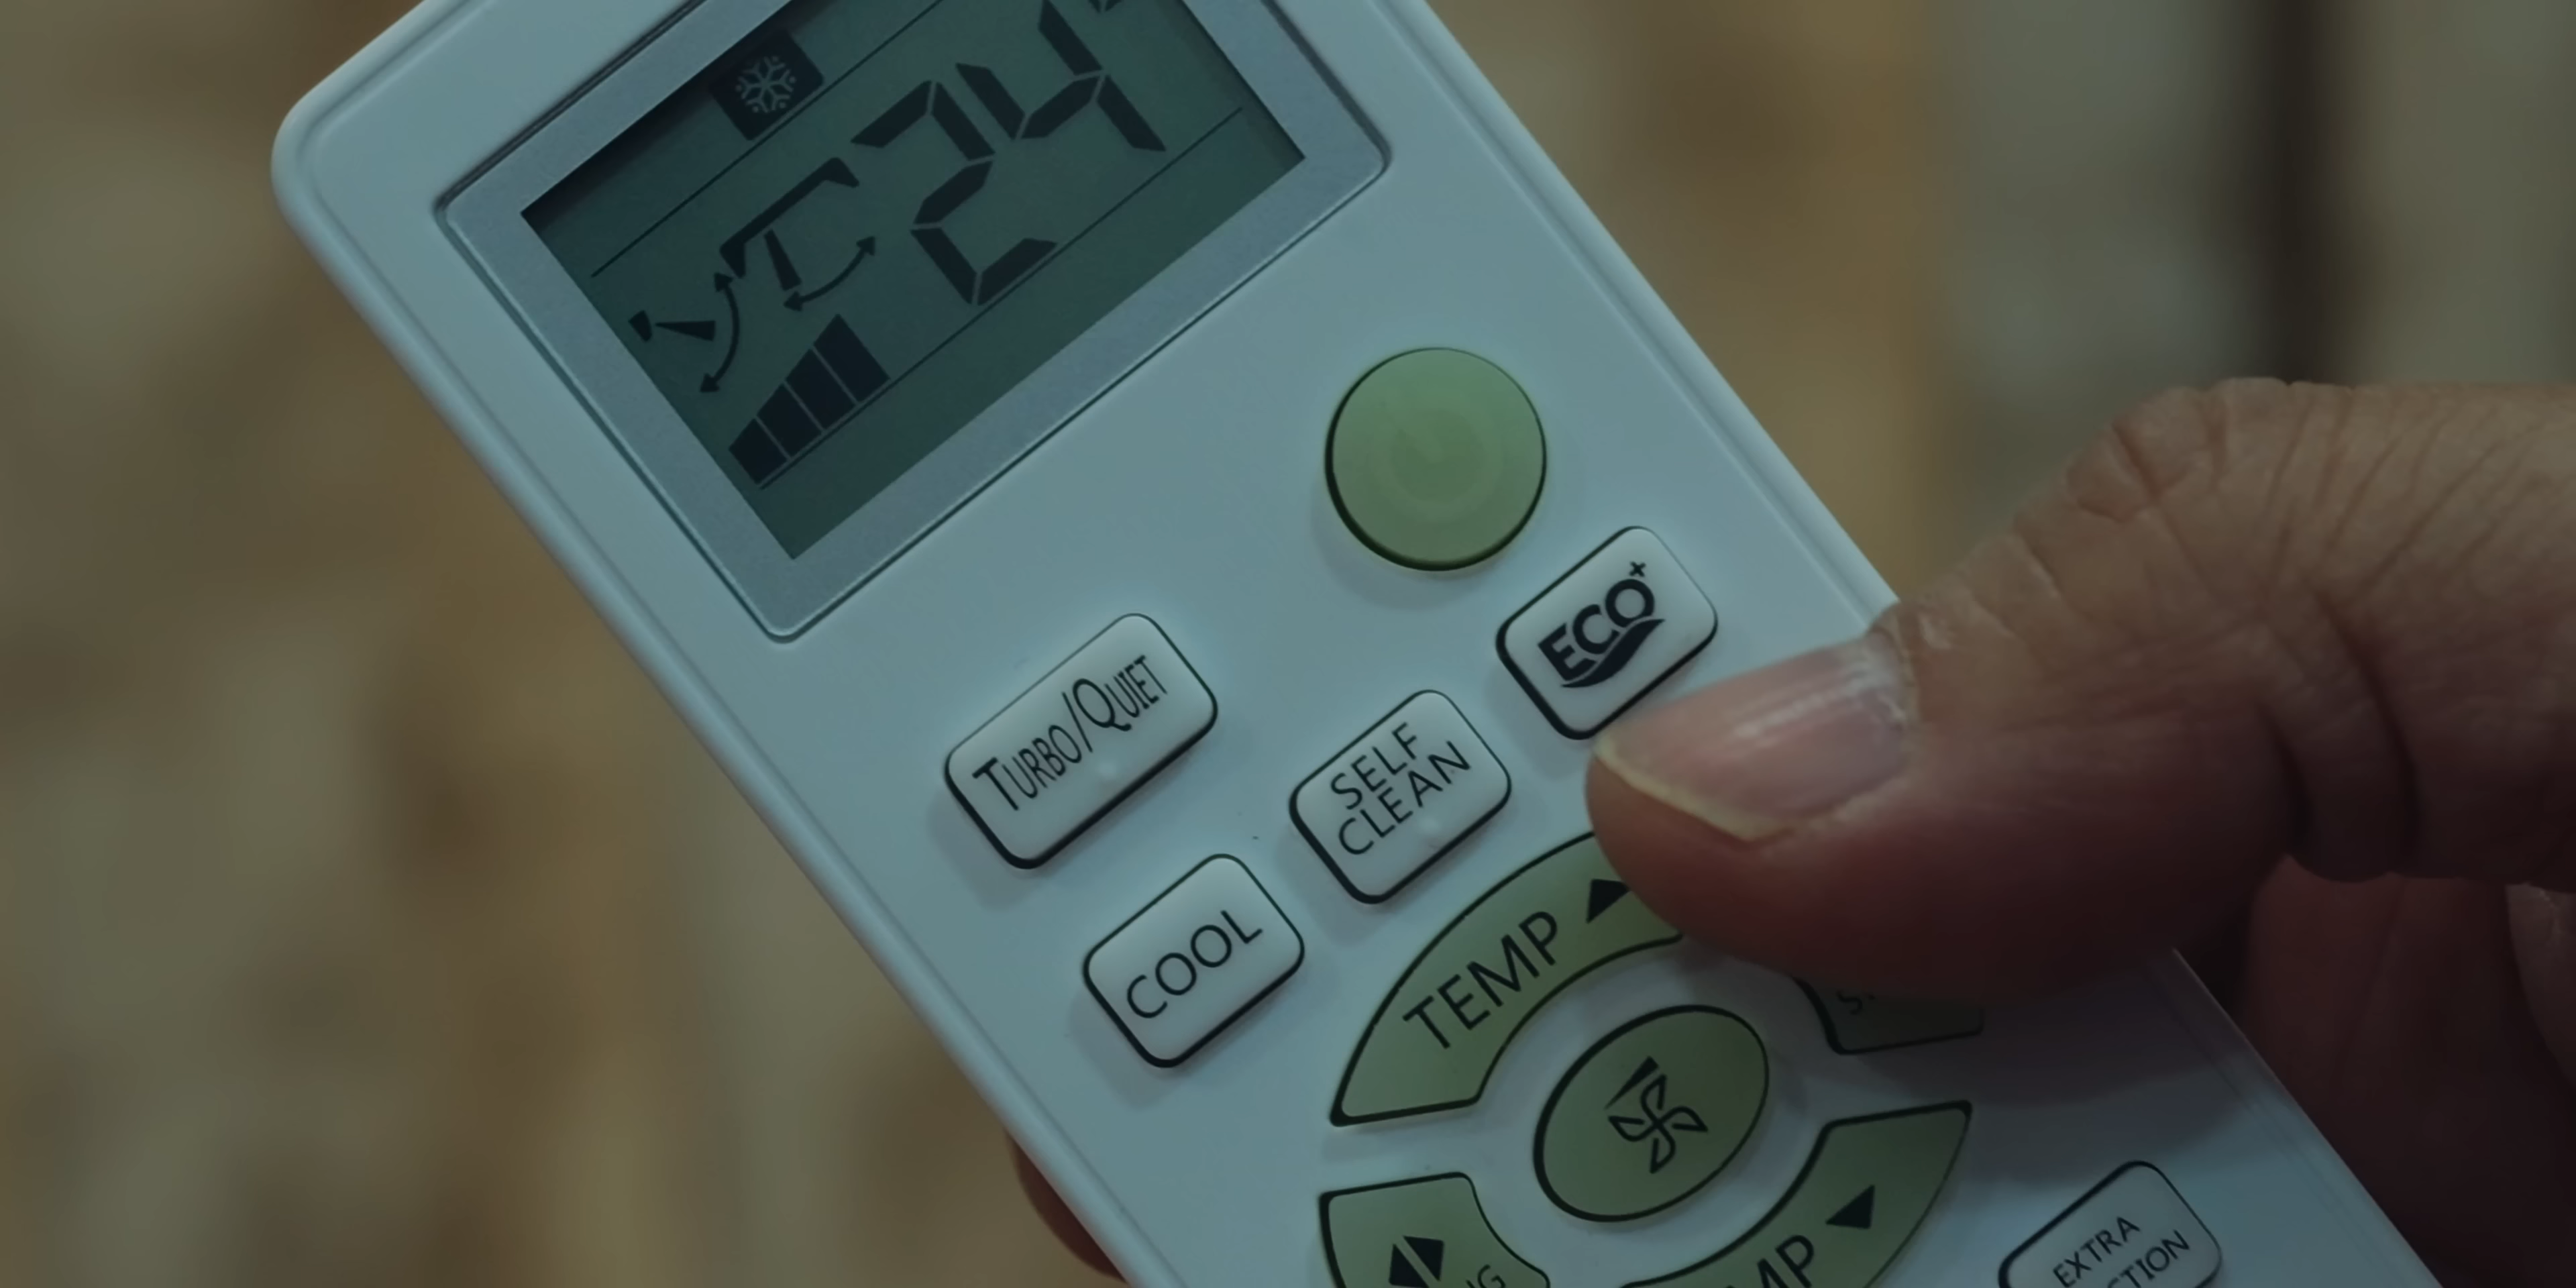 24°
ECO+
TURBO/QUIET
SELF
CLEAN
COOL
TEMP
EXTRA